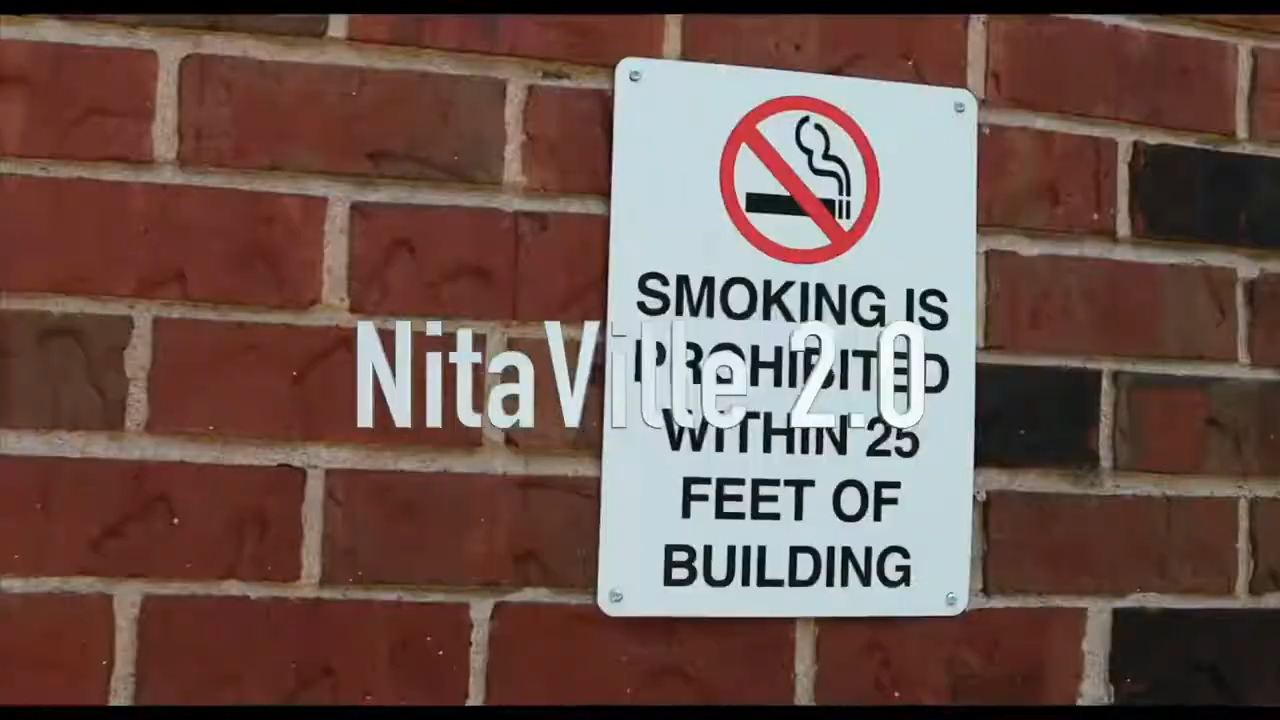 SMOKING IS
PROHIBITED
WITHIN 25
FEET OF
BUILDING
NitaVille 2.0